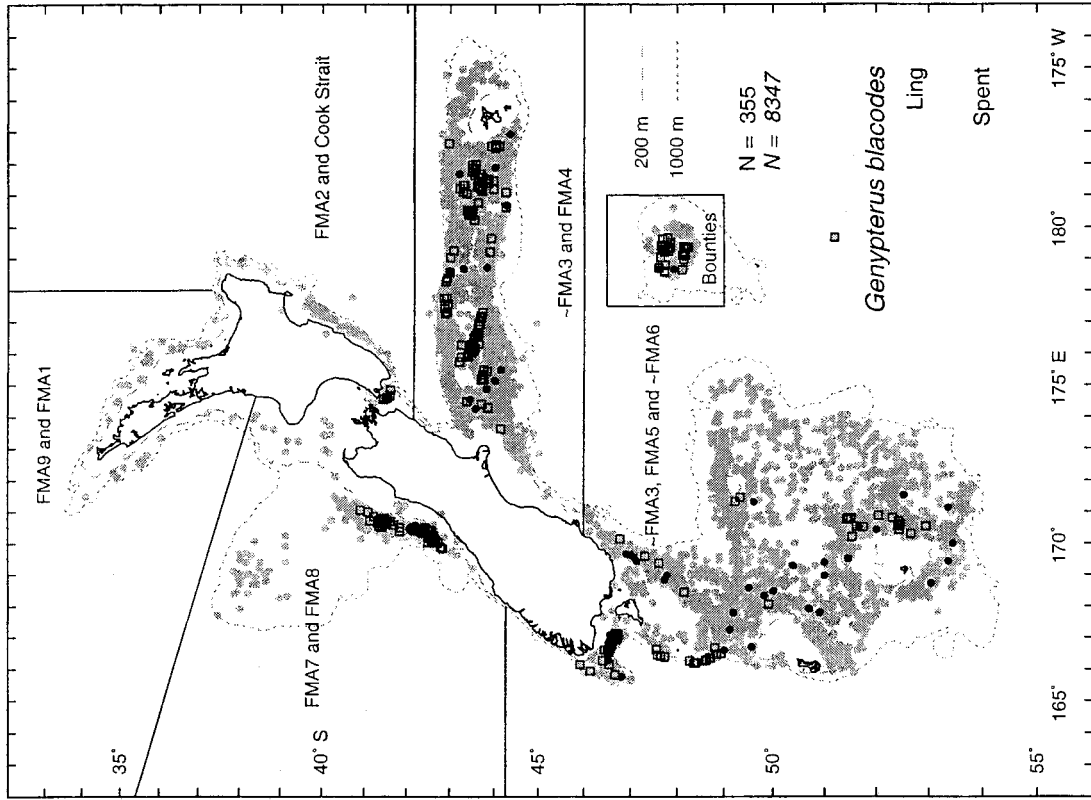 FMA9 and FMA1
FMA2 and Cook Strait
FMA7 and FMA8
~FMA3 and FMA4
~FMA3, FMA5 and ~FMA6
Bounties
200 m
1000 m
N = 355
N = 8347
Genypterus blacodes
Ling
Spent
35°
40° S
45°
50°
55°
165°
170°
175° E
180°
175° W